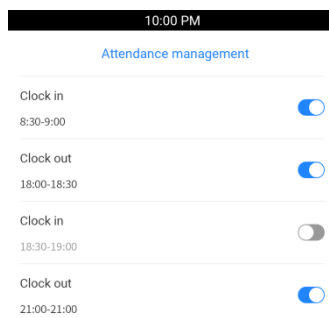 10:00 PM
Attendance management
Clock in
8:30-9:00
Clock out
18:00-18:30
Clock in
18:30-19:00
Clock out
21:00-21:00